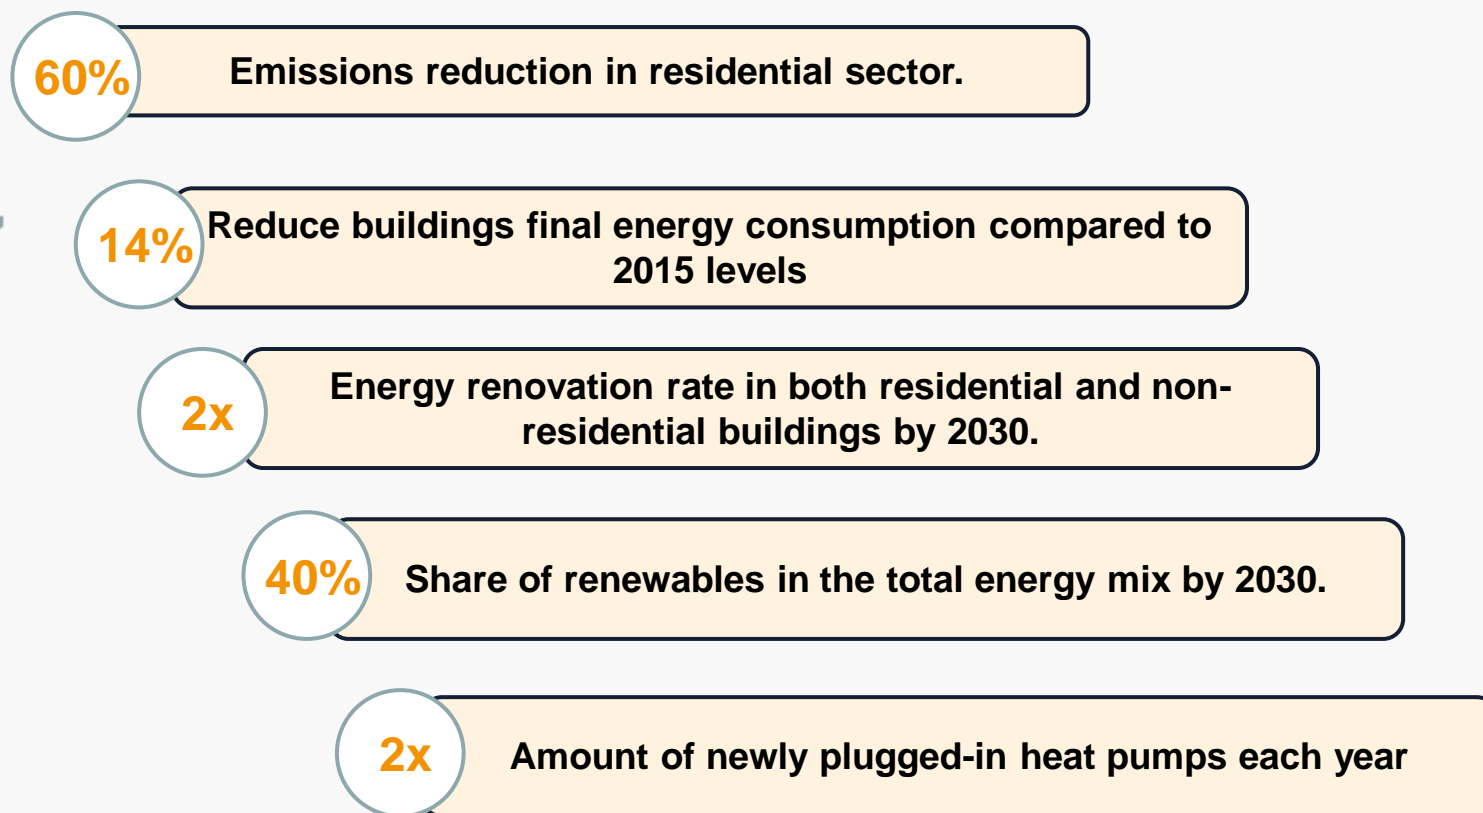 60%
Emissions reduction in residential sector.
14%
Reduce buildings final energy consumption compared to
2015 levels
2x
Energy renovation rate in both residential and non-
residential buildings by 2030.
40%
Share of renewables in the total energy mix by 2030.
2x
Amount of newly plugged-in heat pumps each year